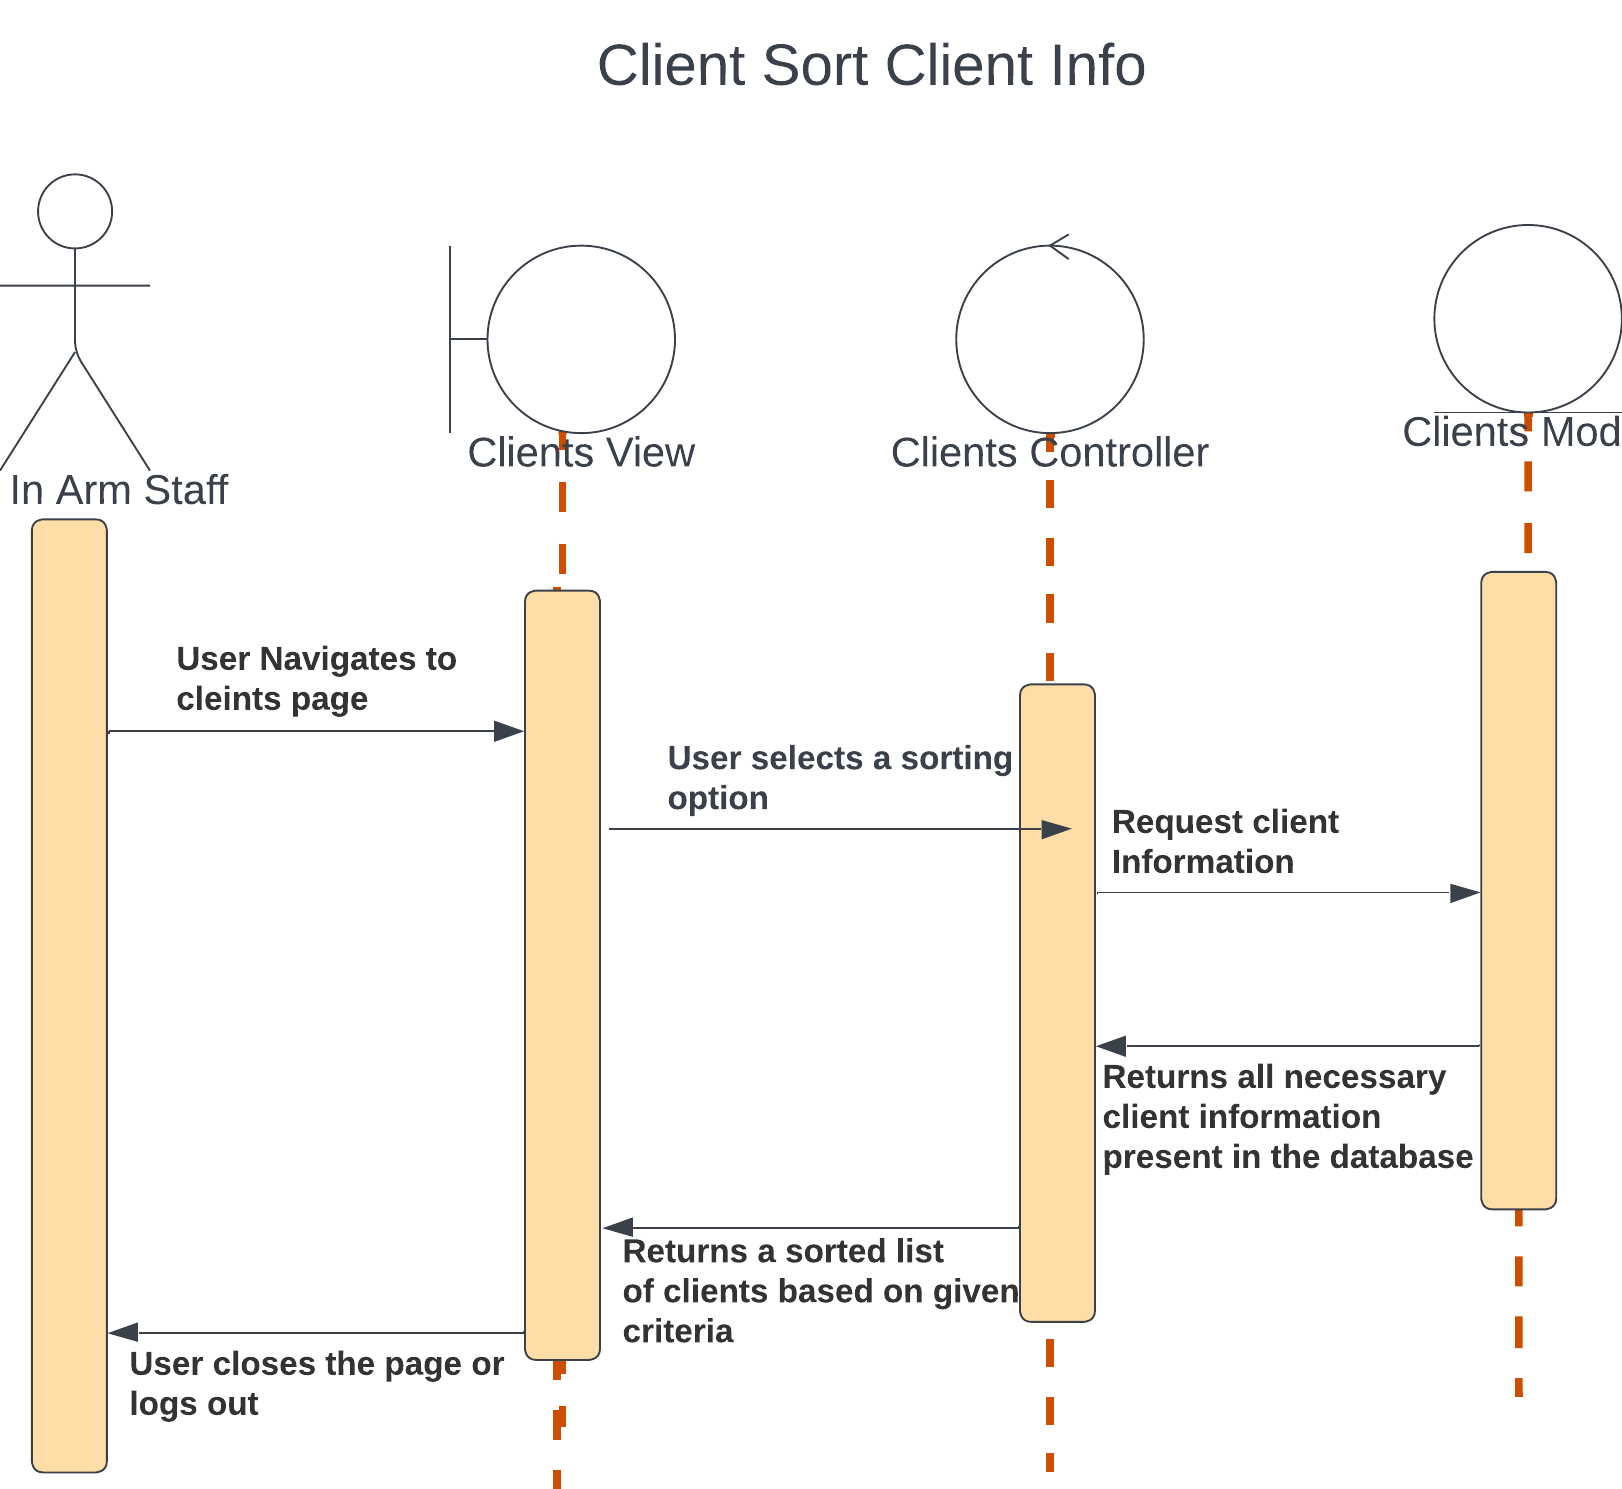 Client Sort Client Info
In Arm Staff
Clients View
Clients Controller
Clients Mod
User Navigates to
cleints page
User selects a sorting
option
Request client
Information
Returns all necessary
client information
present in the database
Returns a sorted list
of clients based on given
criteria
User closes the page or
logs out